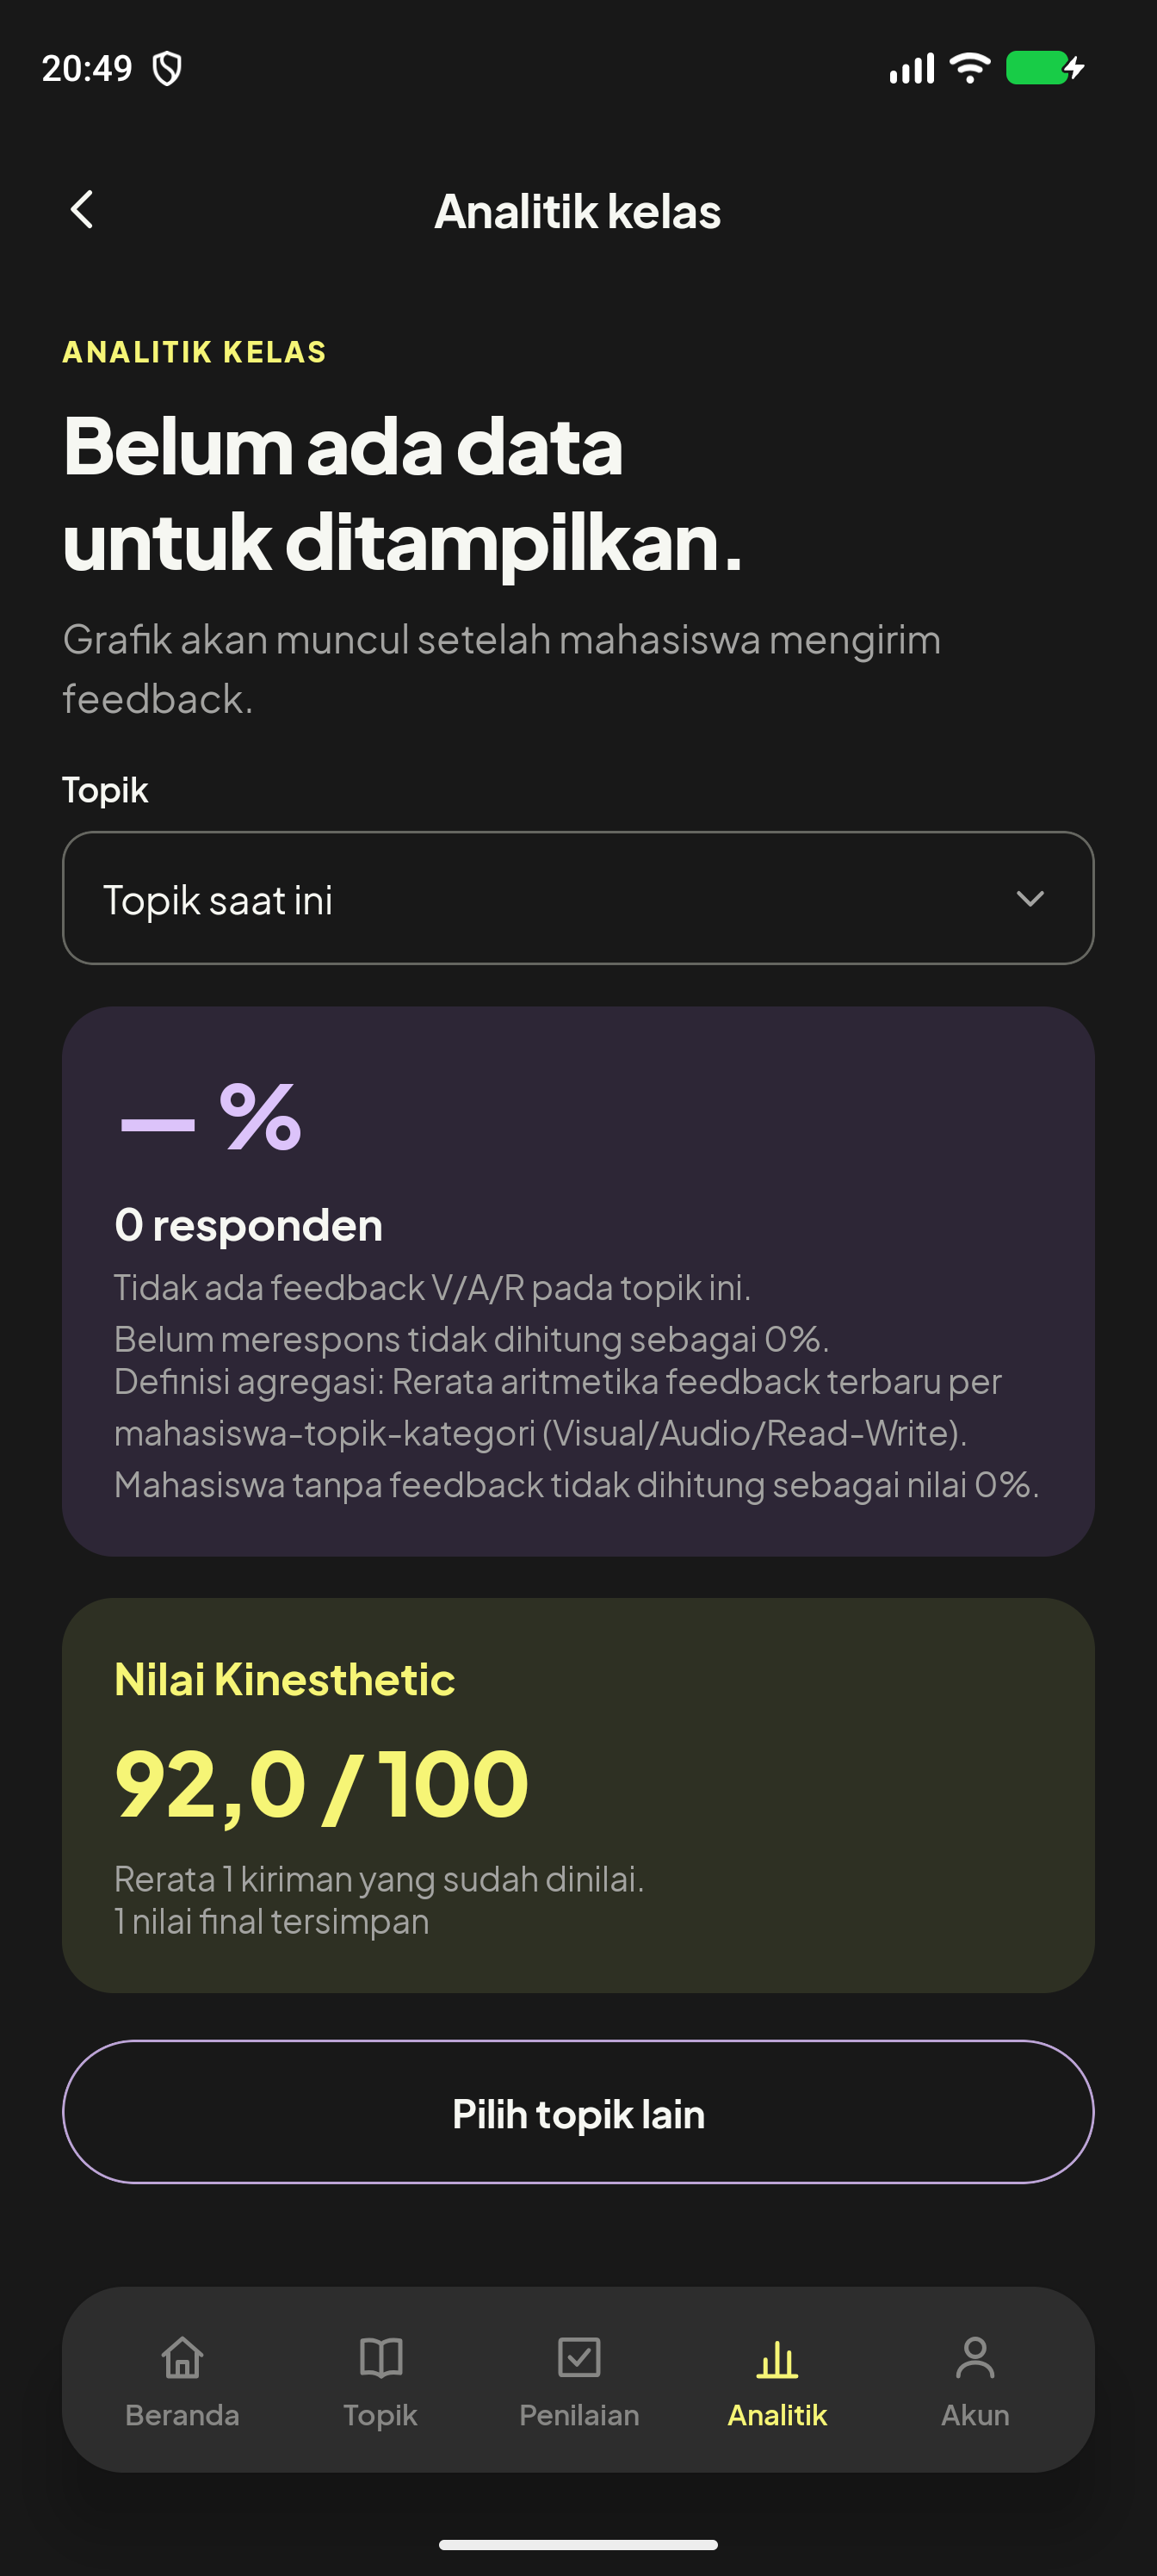 20:49
Analitik kelas
ANALITIK KELAS
Belum ada data
untuk ditampilkan.
Grafik akan muncul setelah mahasiswa mengirim
feedback.
Topik
Topik saat ini
— %
0 responden
Tidak ada feedback V/A/R pada topik ini.
Belum merespons tidak dihitung sebagai 0%.
Definisi agregasi: Rerata aritmetika feedback terbaru per
mahasiswa-topik-kategori (Visual/Audio/Read-Write).
Mahasiswa tanpa feedback tidak dihitung sebagai nilai 0%.
Nilai Kinesthetic
92,0 / 100
Rerata 1 kiriman yang sudah dinilai.
1 nilai final tersimpan
Pilih topik lain
Beranda
Topik
Penilaian
Analitik
Akun